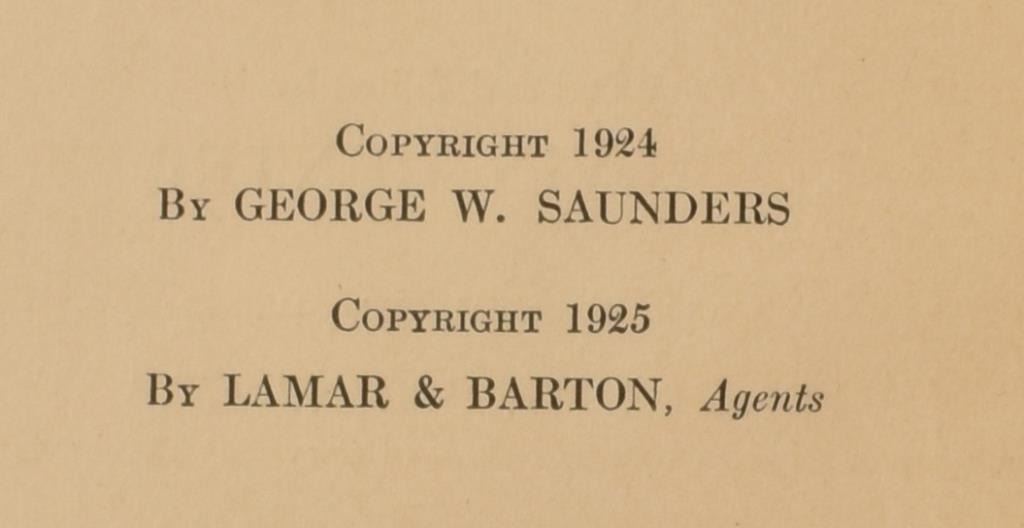 Copyright 1924
By GEORGE W. SAUNDERS
Copyright 1925
By LAMAR & BARTON, Agents